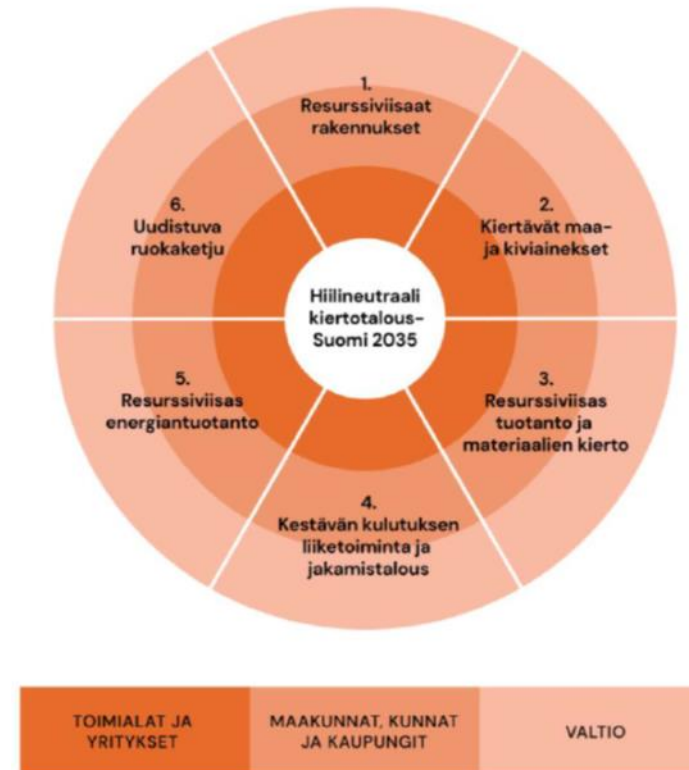 1.
Resurssiviisaat
rakennukset
2.
Kiertävät maa-
ja kiviainekset
3.
Resurssiviisas
tuotanto ja
materiaalien kierto
4.
Kestävän kulutuksen
liiketoiminta ja
jakamistalous
5.
Resurssiviisas
energiantuotanto
6.
Uudistuva
ruokaketju
Hiilineutraali
kiertotalous-
Suomi 2035
TOIMIALAT JA
YRITYKSET
MAAKUNNAT, KUNNAT
JA KAUPUNGIT
VALTIO